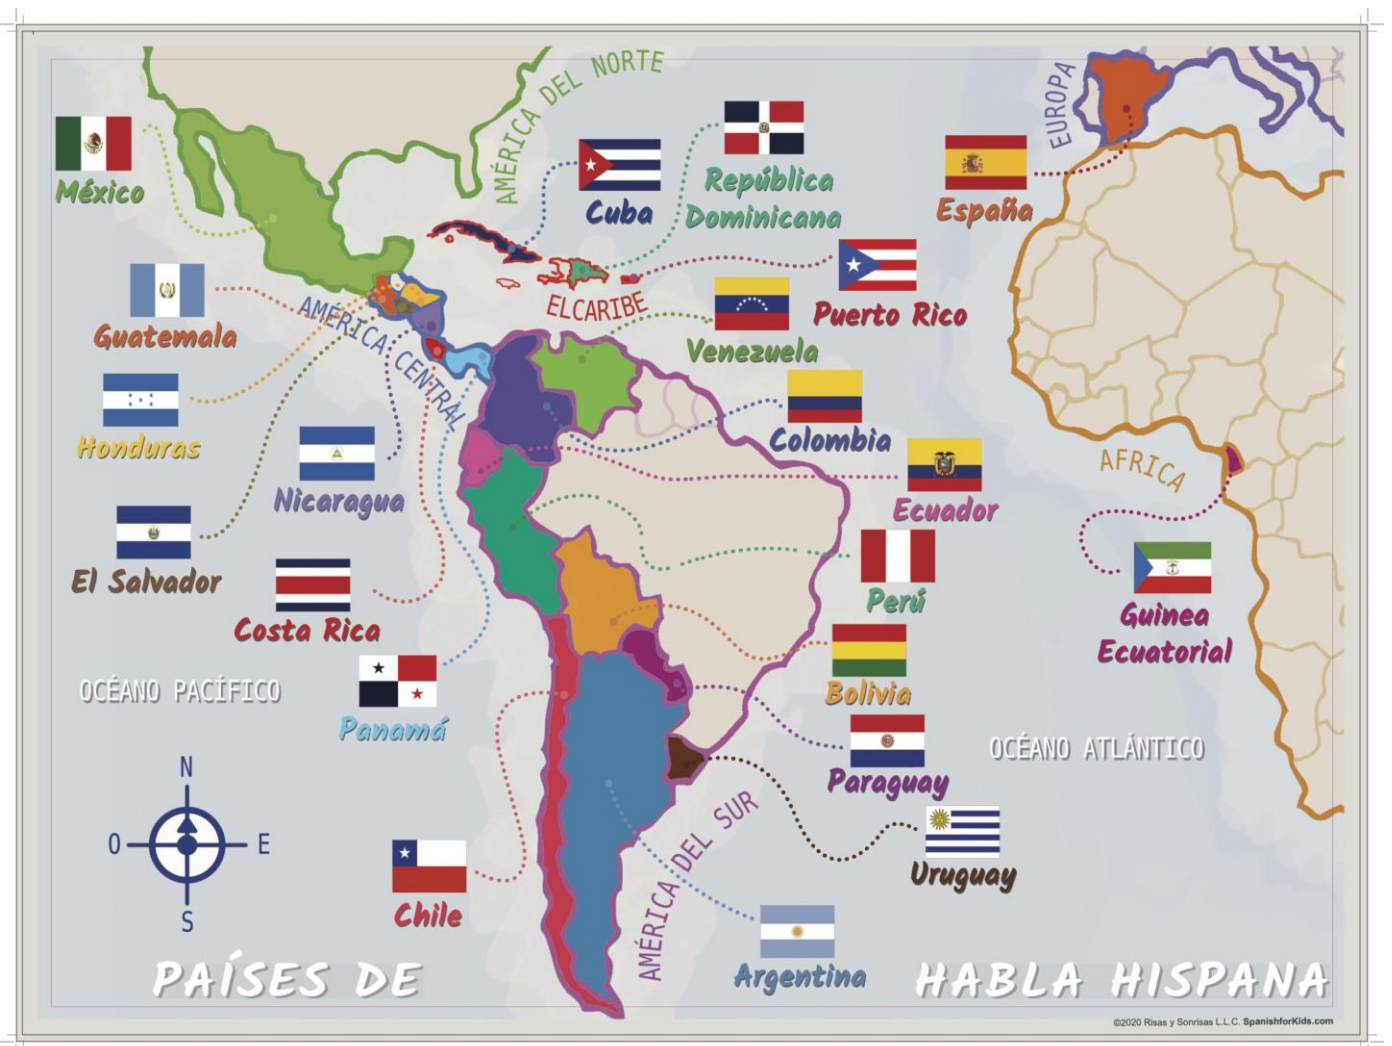 AMÉRICA DEL NORTE
EUROPA
México
Cuba
República
Dominicana
España
Guatemala
AMÉRICA CENTRAL
EL CARIBE
Puerto Rico
Venezuela
Honduras
Colombia
Nicaragua
Ecuador
AFRICA
El Salvador
Costa Rica
Perú
Guinea
Ecuatorial
OCÉANO PACÍFICO
Panamá
Bolivia
OCÉANO ATLÁNTICO
Paraguay
N
O
E
S
AMÉRICA DEL SUR
Uruguay
Chile
Argentina
PAÍSES DE HABLA HISPANA
©2020 Risas y Sonrisas L.L.C. SpanishforKids.com